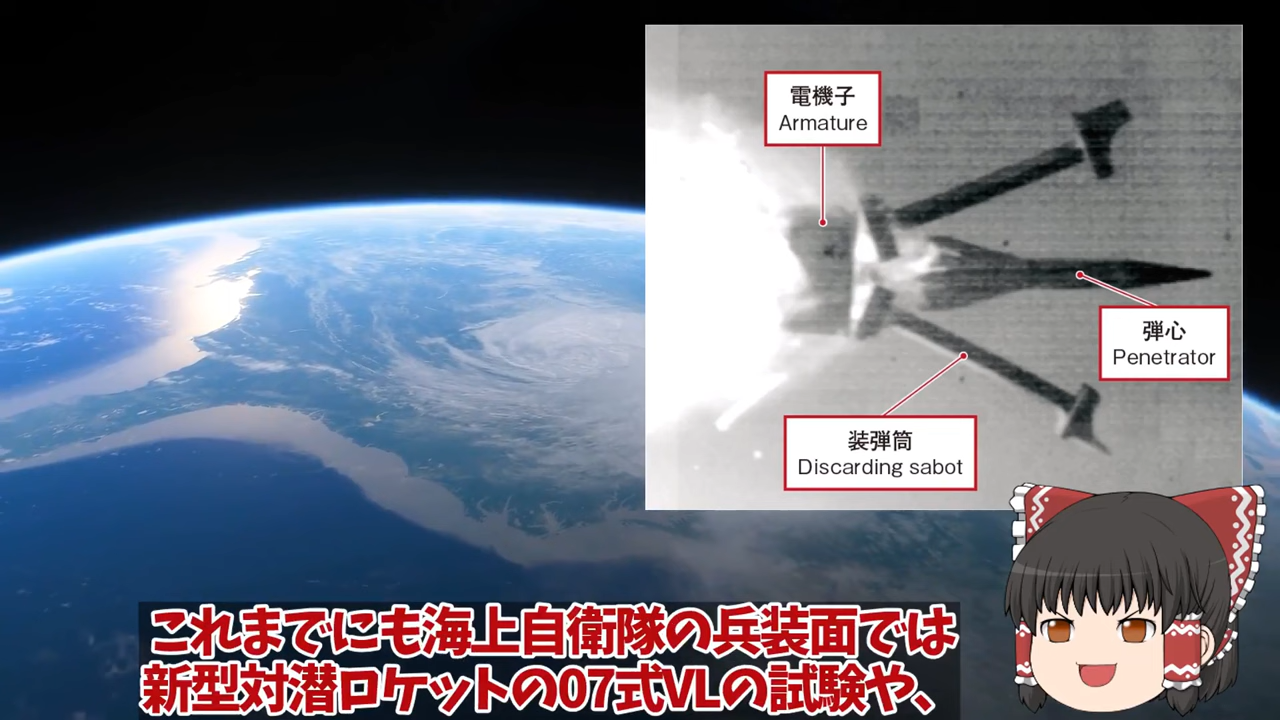 電機子
Armature
弾心
Penetrator
装弾筒
Discarding sabot
これまでにも海上自衛隊の兵装面では
新型対潜ロケットの07式VLの試験や、